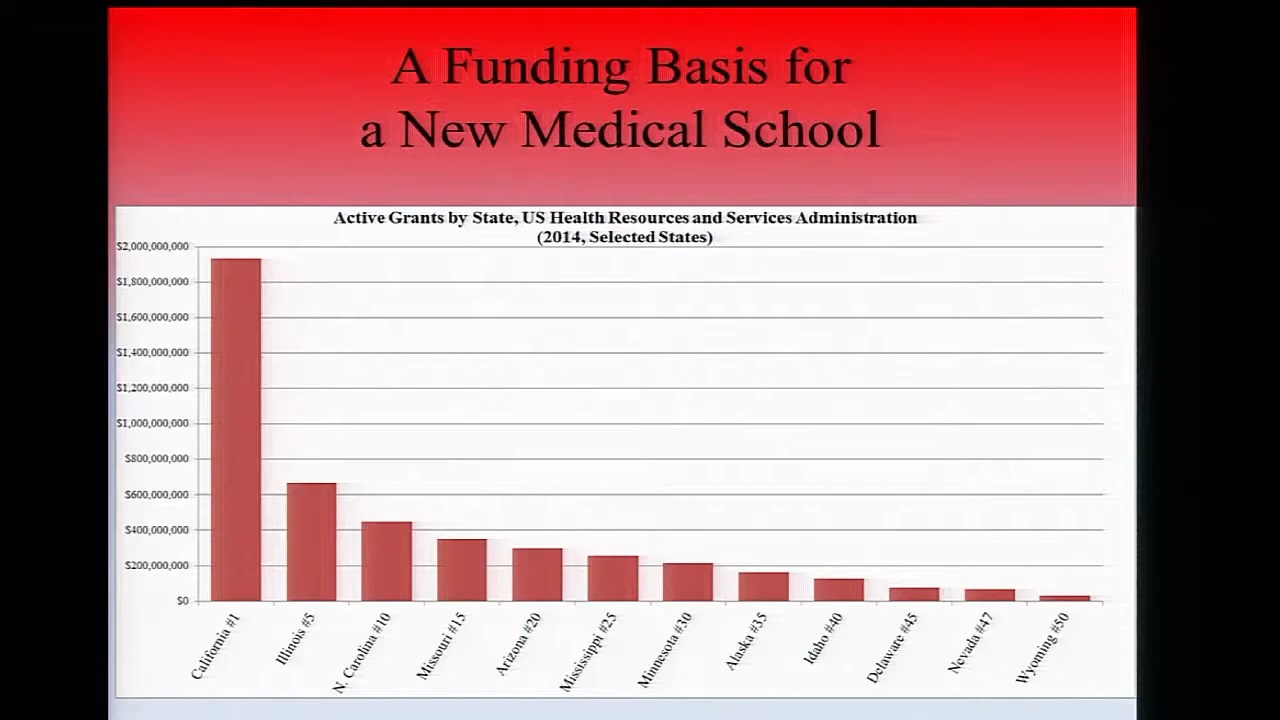 A Funding Basis for
a New Medical School
Active Grants by State, US Health Resources and Services Administration
(2014, Selected States)
$2,000,000,000
$1,800,000,000
$1,600,000,000
$1,400,000,000
$1,200,000,000
$1,000,000,000
$800,000,000
$600,000,000
$400,000,000
$200,000,000
$0
California #1
Illinois #5
N. Carolina #10
Missouri #15
Arizona #20
Mississippi #25
Minnesota #30
Alaska #35
Idaho #40
Delaware #45
Nevada #47
Wyoming #50